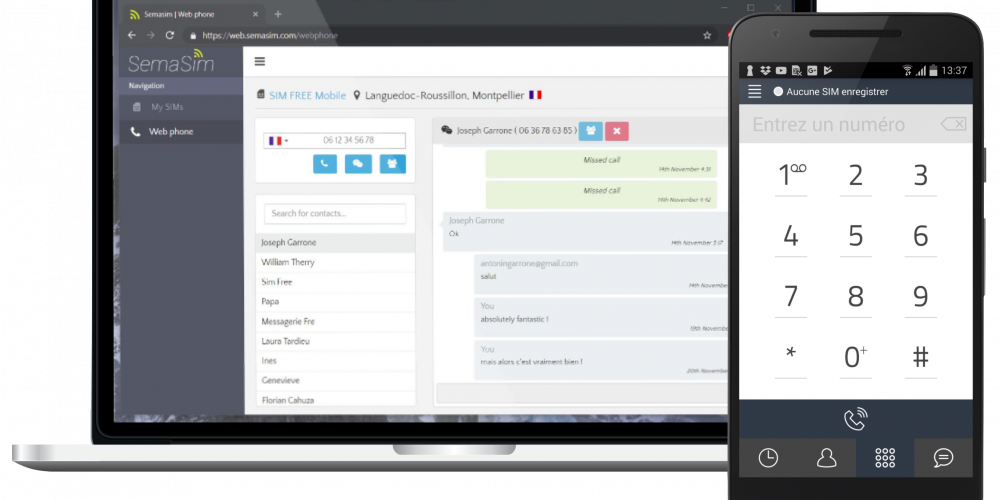 Semasim | Web phone
https://web.semasim.com/webphone
SemaSim
Navigation
My SIMs
Web phone
SIM FREE Mobile Languedoc-Roussillon, Montpellier
06 12 34 56 78
Search for contacts...
Joseph Garrone
William Therry
Sim Free
Papa
Messagerie Fre
Laura Tardieu
Ines
Genevieve
Florian Cahuza
Joseph Garrone ( 06 36 78 63 85 )
Missed call
14th November 4:31
Missed call
14th November 4:42
Joseph Garrone
Ok
14th November 5:17
antoningarrone@gmail.com
salut
14th November
You
absolutely fantastic !
19th November
You
mais alors c'est vraiment bien !
20th November
13:37
Aucune SIM enregistrer
Entrez un numéro
1 2 3
4 5 6
7 8 9
* 0+ #